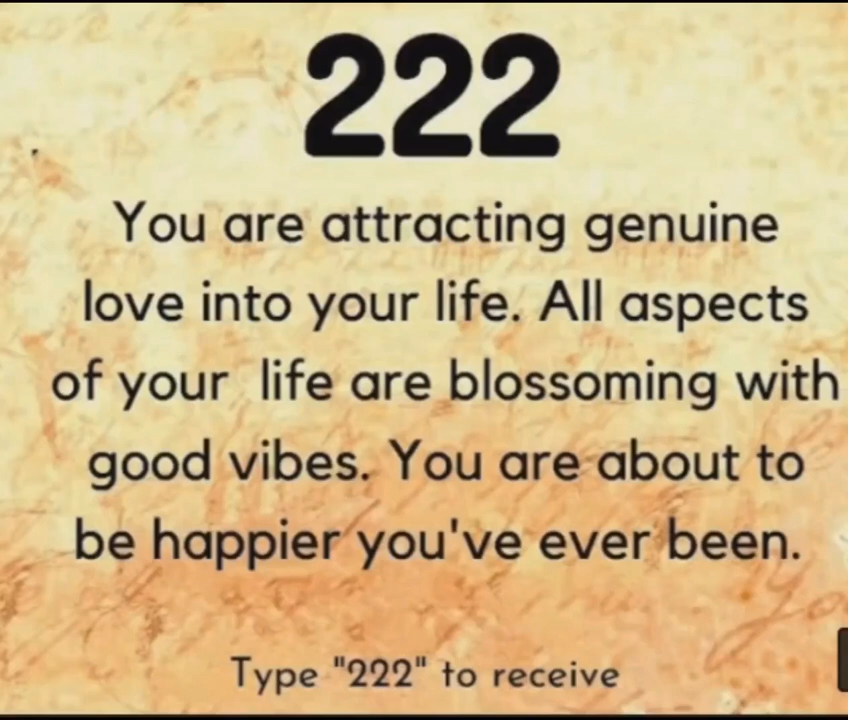 222
You are attracting genuine
love into your life. All aspects
of your life are blossoming with
good vibes. You are about to
be happier you've ever been.
Type "222" to receive